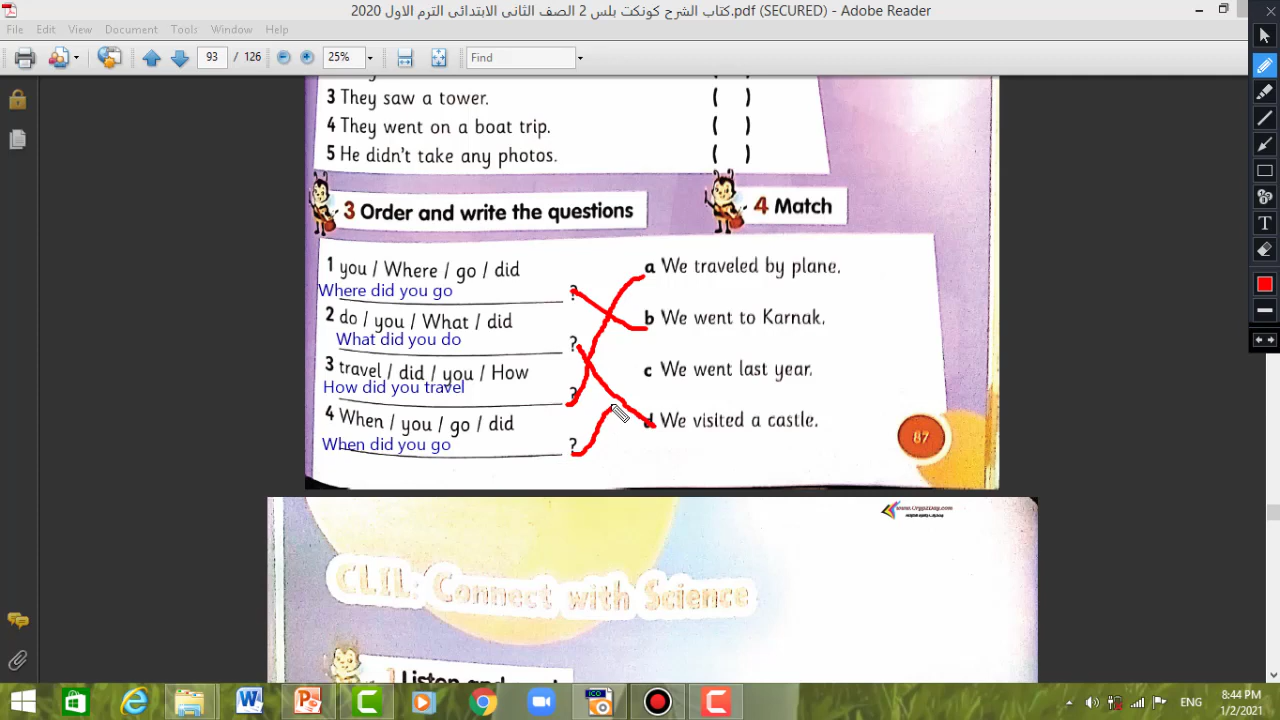 كتاب الشرح كونكت بلس 2 الصف الثانى الابتدائى الترم الاول 2020.pdf (SECURED) - Adobe Reader
File Edit View Document Tools Window Help
93 / 126 25% Find
3 They saw a tower. ( )
4 They went on a boat trip. ( )
5 He didn't take any photos. ( )
3 Order and write the questions
4 Match
1 you / Where / go / did
Where did you go ?
2 do / you / What / did
What did you do ?
3 travel / did / you / How
How did you travel ?
4 When / you / go / did
When did you go ?
a We traveled by plane.
b We went to Karnak.
c We went last year.
d We visited a castle.
87
CLIL: Connect with Science
1 Listen and
T
ICO
ENG
8:44 PM
1/2/2021